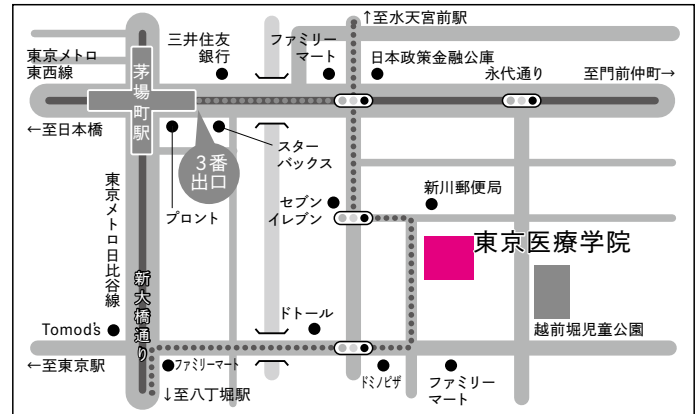 ↑至水天宮前駅
東京メトロ
東西線
三井住友
銀行
ファミリー
マート
日本政策金融公庫
永代通り
至門前仲町→
茅場町駅
←至日本橋
3番
出口
スター
バックス
プロント
東京メトロ日比谷線
新大橋通り
セブン
イレブン
新川郵便局
東京医療学院
越前堀児童公園
Tomod's
ドトール
←至東京駅
ファミリーマート
ドミノピザ
ファミリー
マート
↓至八丁堀駅